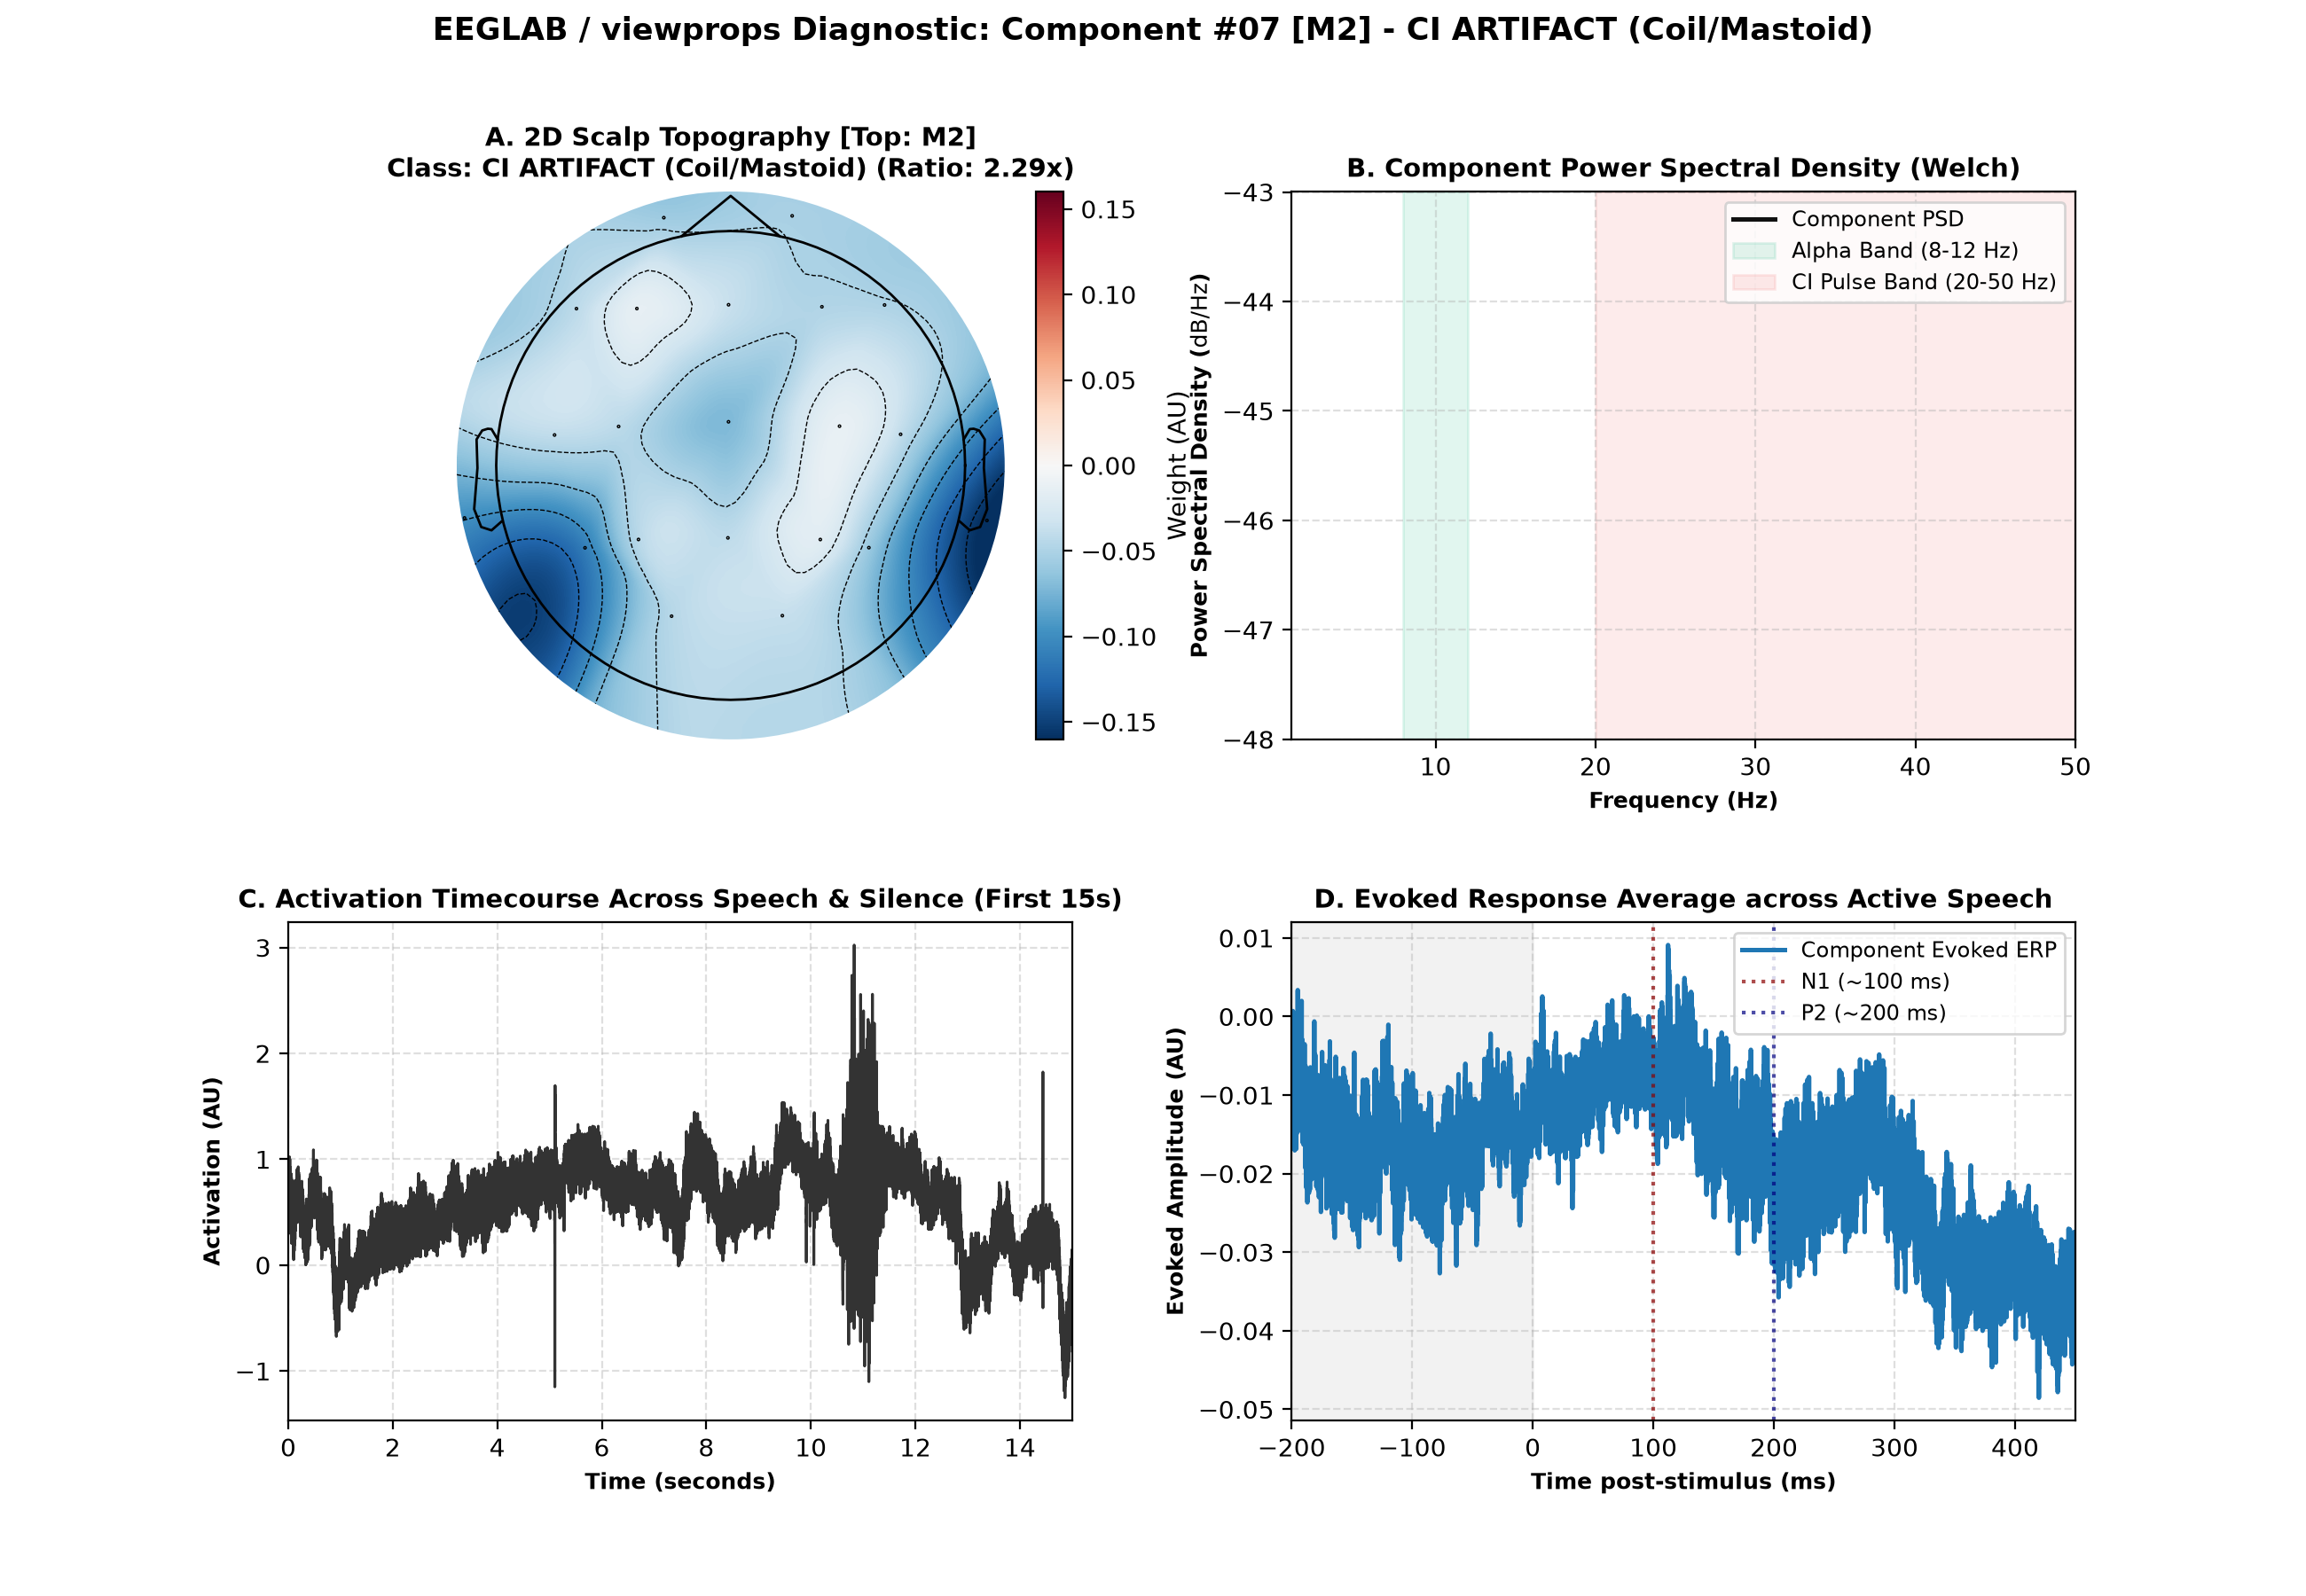 EEGLAB / viewprops Diagnostic: Component #07 [M2] - CI ARTIFACT (Coil/Mastoid)
A. 2D Scalp Topography [Top: M2]
Class: CI ARTIFACT (Coil/Mastoid) (Ratio: 2.29x)
0.15
0.10
0.05
0.00
−0.05
−0.10
−0.15
Weight (AU)
B. Component Power Spectral Density (Welch)
Power Spectral Density (dB/Hz)
−43
−44
−45
−46
−47
−48
Component PSD
Alpha Band (8-12 Hz)
CI Pulse Band (20-50 Hz)
10 20 30 40 50
Frequency (Hz)
C. Activation Timecourse Across Speech & Silence (First 15s)
Activation (AU)
3
2
1
0
−1
0 2 4 6 8 10 12 14
Time (seconds)
D. Evoked Response Average across Active Speech
Evoked Amplitude (AU)
0.01
0.00
−0.01
−0.02
−0.03
−0.04
−0.05
Component Evoked ERP
N1 (~100 ms)
P2 (~200 ms)
−200 −100 0 100 200 300 400
Time post-stimulus (ms)